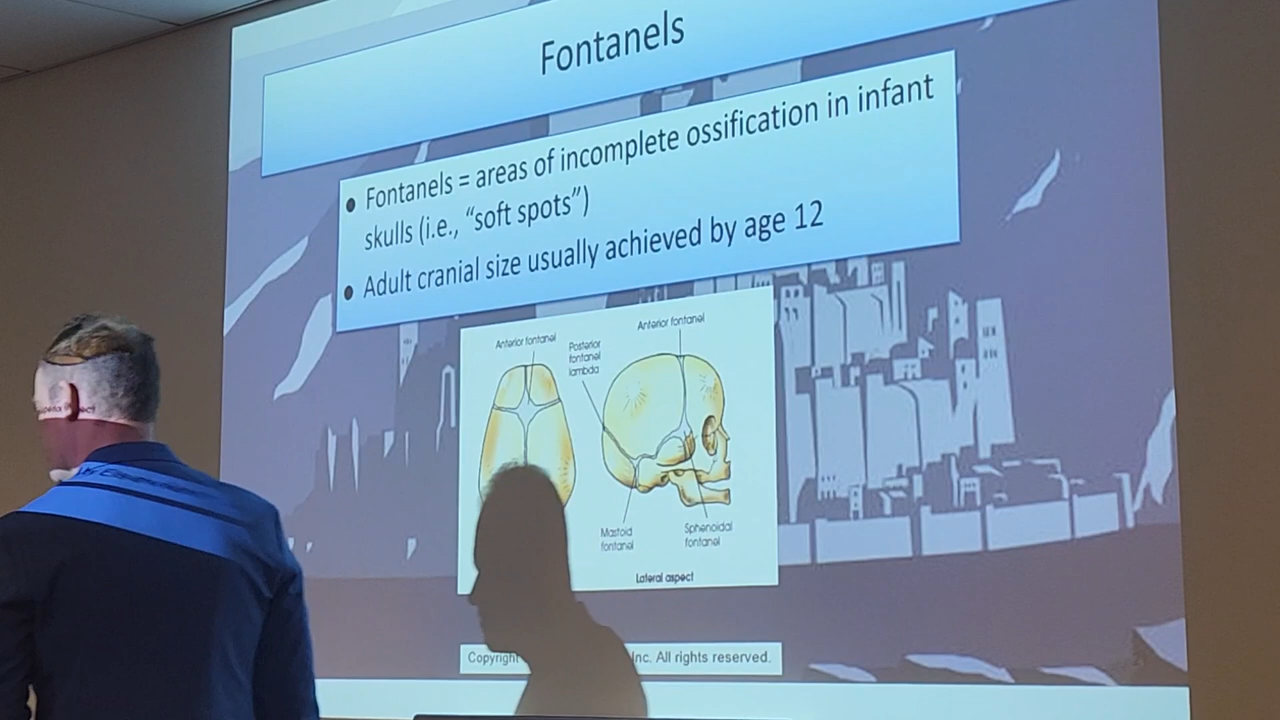 Fontanels
• Fontanels = areas of incomplete ossification in infant
skulls (i.e., “soft spots”)
• Adult cranial size usually achieved by age 12
Anterior fontanel
Posterior
fontanel
lambda
Anterior fontanel
Mastoid
fontanel
Sphenoidal
fontanel
Lateral aspect
Copyright Inc. All rights reserved.